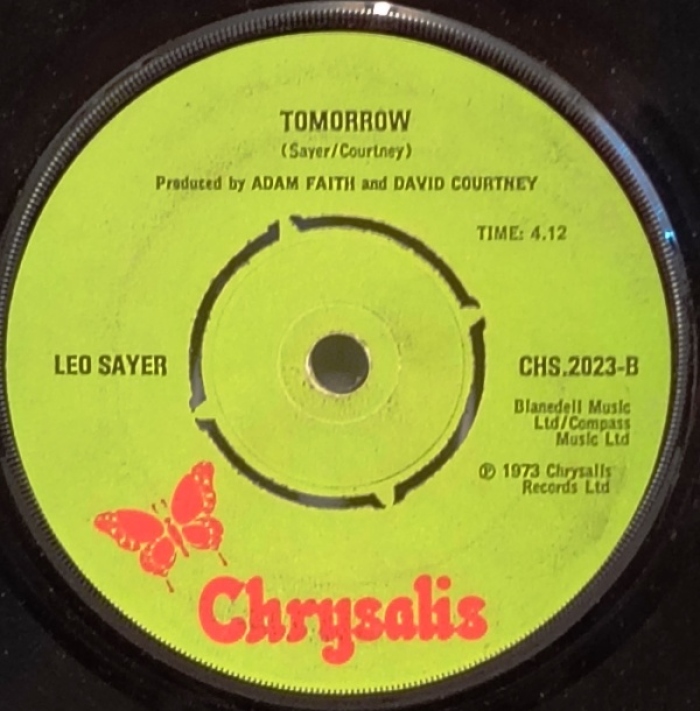 TOMORROW
(Sayer/Courtney)
Produced by ADAM FAITH and DAVID COURTNEY
TIME: 4.12
LEO SAYER
CHS.2023-B
Blanedell Music
Ltd/Compass
Music Ltd
℗ 1973 Chrysalis
Records Ltd
Chrysalis